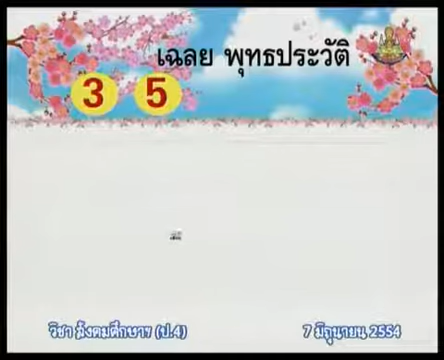 เฉลย พุทธประวัติ
3 5
วิชา สังคมศึกษาฯ (ป.4)
7 มิถุนายน 2554